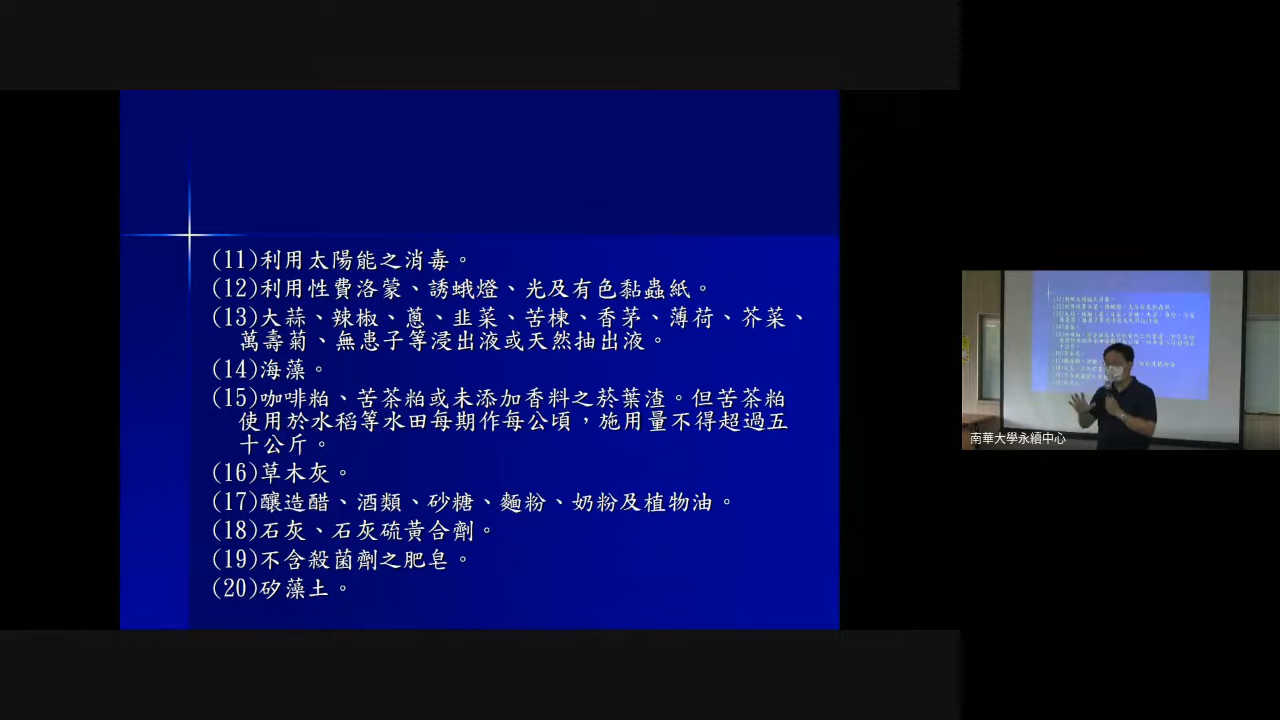 (11)利用太陽能之消毒。
(12)利用性費洛蒙、誘蛾燈、光及有色黏蟲紙。
(13)大蒜、辣椒、蔥、韭菜、苦楝、香茅、薄荷、芥菜、
萬壽菊、無患子等浸出液或天然抽出液。
(14)海藻。
(15)咖啡粕、苦茶粕或未添加香料之菸葉渣。但苦茶粕
使用於水稻等水田每期作每公頃，施用量不得超過五
十公斤。
(16)草木灰。
(17)釀造醋、酒類、砂糖、麵粉、奶粉及植物油。
(18)石灰、石灰硫黃合劑。
(19)不含殺菌劑之肥皂。
(20)矽藻土。
南華大學永續中心